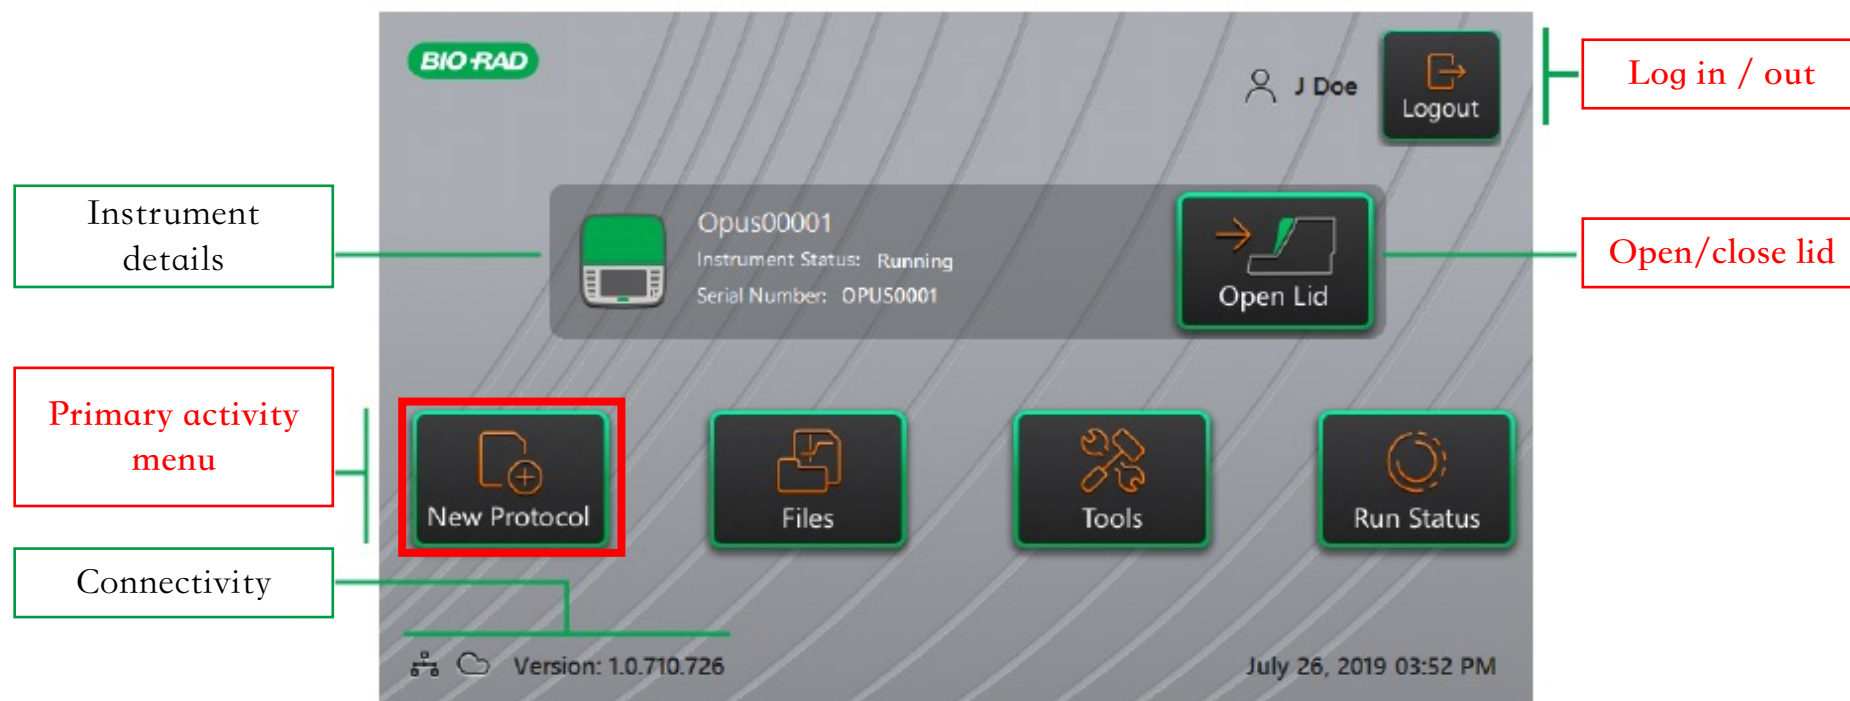 BIO-RAD
J Doe
Logout
Log in / out
Instrument
details
Opus00001
Instrument Status: Running
Serial Number: OPUS0001
Open Lid
Open/close lid
Primary activity
menu
New Protocol
Files
Tools
Run Status
Connectivity
Version: 1.0.710.726
July 26, 2019 03:52 PM